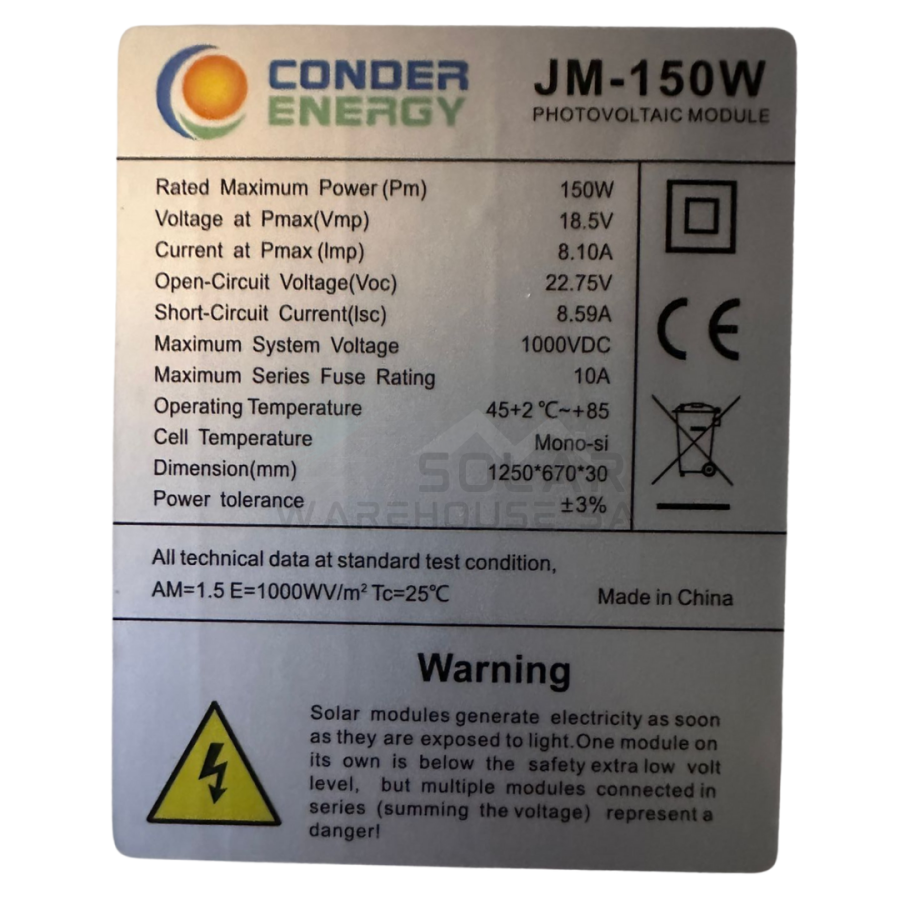 CONDER
ENERGY
JM-150W
PHOTOVOLTAIC MODULE
Rated Maximum Power (Pm) 150W
Voltage at Pmax(Vmp) 18.5V
Current at Pmax (Imp) 8.10A
Open-Circuit Voltage(Voc) 22.75V
Short-Circuit Current(Isc) 8.59A
Maximum System Voltage 1000VDC
Maximum Series Fuse Rating 10A
Operating Temperature 45+2 ℃~+85
Cell Temperature Mono-si
Dimension(mm) 1250*670*30
Power tolerance ±3%
CE
SOLAR
WAREHOUSE SA
All technical data at standard test condition,
AM=1.5 E=1000WV/m² Tc=25℃
Made in China
Warning
Solar modules generate electricity as soon
as they are exposed to light.One module on
its own is below the safety extra low volt
level, but multiple modules connected in
series (summing the voltage) represent a
danger!